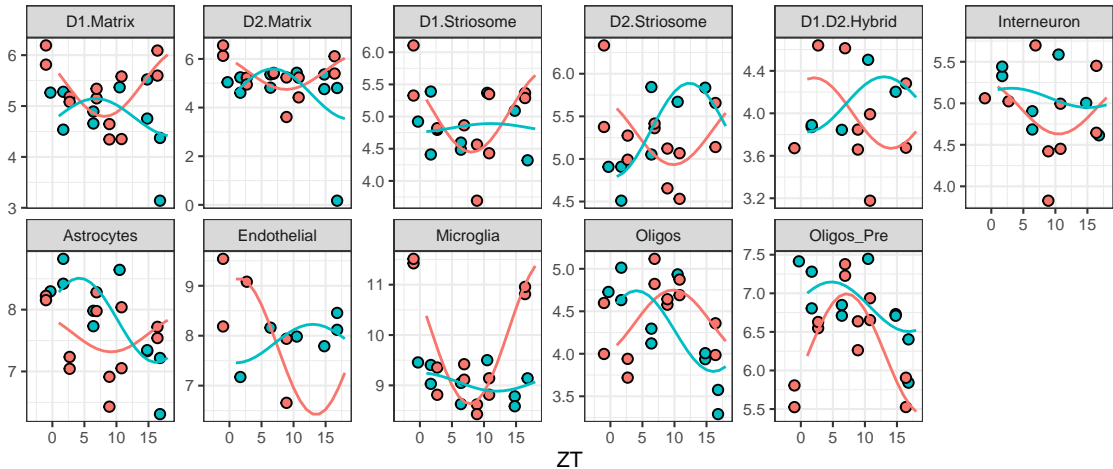 D1.Matrix D2.Matrix D1.Striosome D2.Striosome D1.D2.Hybrid Interneuron
6 5 4 3
6 4 2 0
6.0 5.5 5.0 4.5 4.0
6.0 5.5 5.0 4.5
4.4 4.0 3.6 3.2
5.5 5.0 4.5 4.0
Astrocytes Endothelial Microglia Oligos Oligos_Pre
8 7
9 8 7
11 10 9
5.0 4.5 4.0 3.5
7.5 7.0 6.5 6.0 5.5
0 5 10 15 0 5 10 15 0 5 10 15 0 5 10 15 0 5 10 15 0 5 10 15
ZT